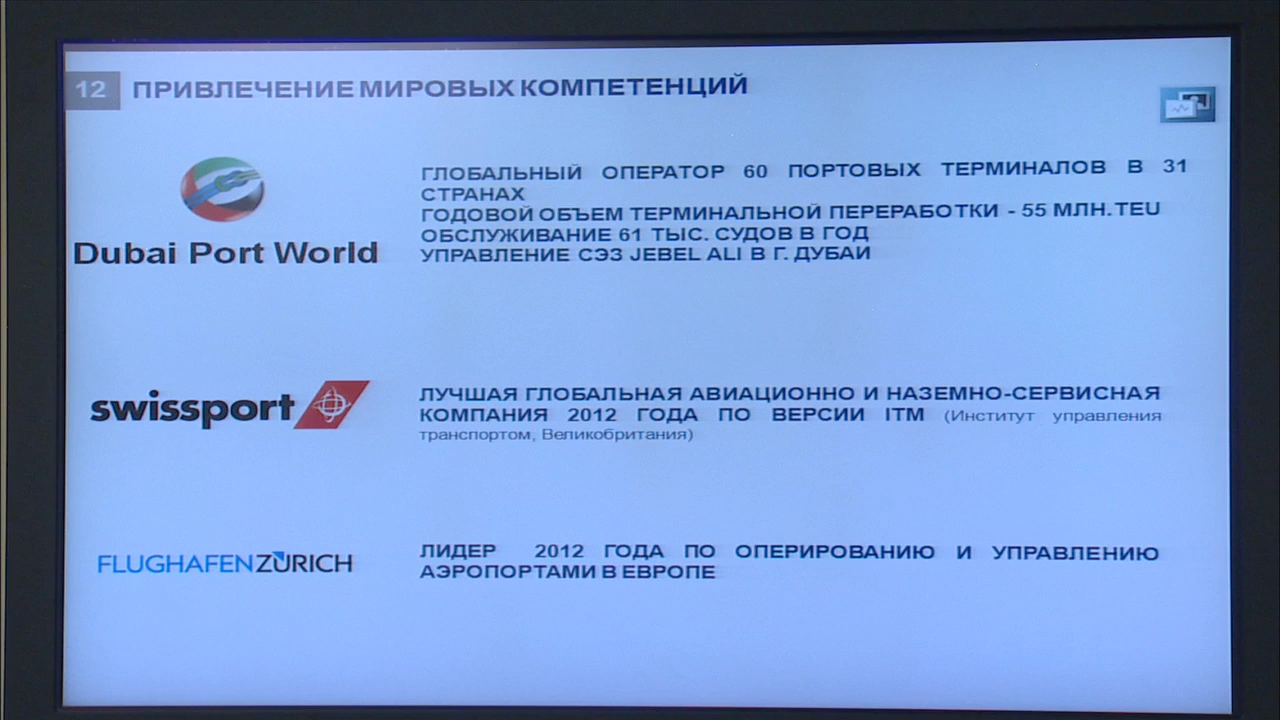 12 ПРИВЛЕЧЕНИЕ МИРОВЫХ КОМПЕТЕНЦИЙ
Dubai Port World
ГЛОБАЛЬНЫЙ ОПЕРАТОР 60 ПОРТОВЫХ ТЕРМИНАЛОВ В 31
СТРАНАХ
ГОДОВОЙ ОБЪЕМ ТЕРМИНАЛЬНОЙ ПЕРЕРАБОТКИ - 55 МЛН.TEU
ОБСЛУЖИВАНИЕ 61 ТЫС. СУДОВ В ГОД
УПРАВЛЕНИЕ СЭЗ JEBEL ALI В Г. ДУБАИ
swissport
ЛУЧШАЯ ГЛОБАЛЬНАЯ АВИАЦИОННО И НАЗЕМНО-СЕРВИСНАЯ
КОМПАНИЯ 2012 ГОДА ПО ВЕРСИИ ITM (Институт управления
транспортом, Великобритания)
FLUGHAFEN ZÜRICH
ЛИДЕР 2012 ГОДА ПО ОПЕРИРОВАНИЮ И УПРАВЛЕНИЮ
АЭРОПОРТАМИ В ЕВРОПЕ